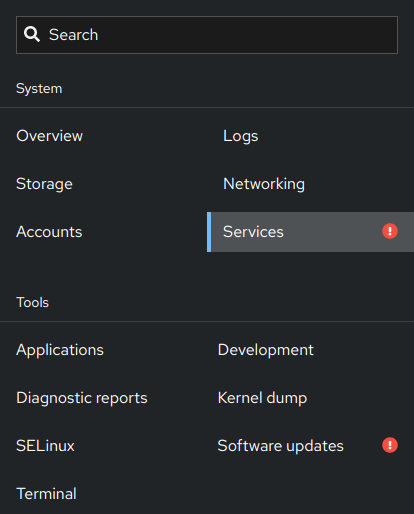 Search
System
Overview
Logs
Storage
Networking
Accounts
Services
Tools
Applications
Development
Diagnostic reports
Kernel dump
SELinux
Software updates
Terminal